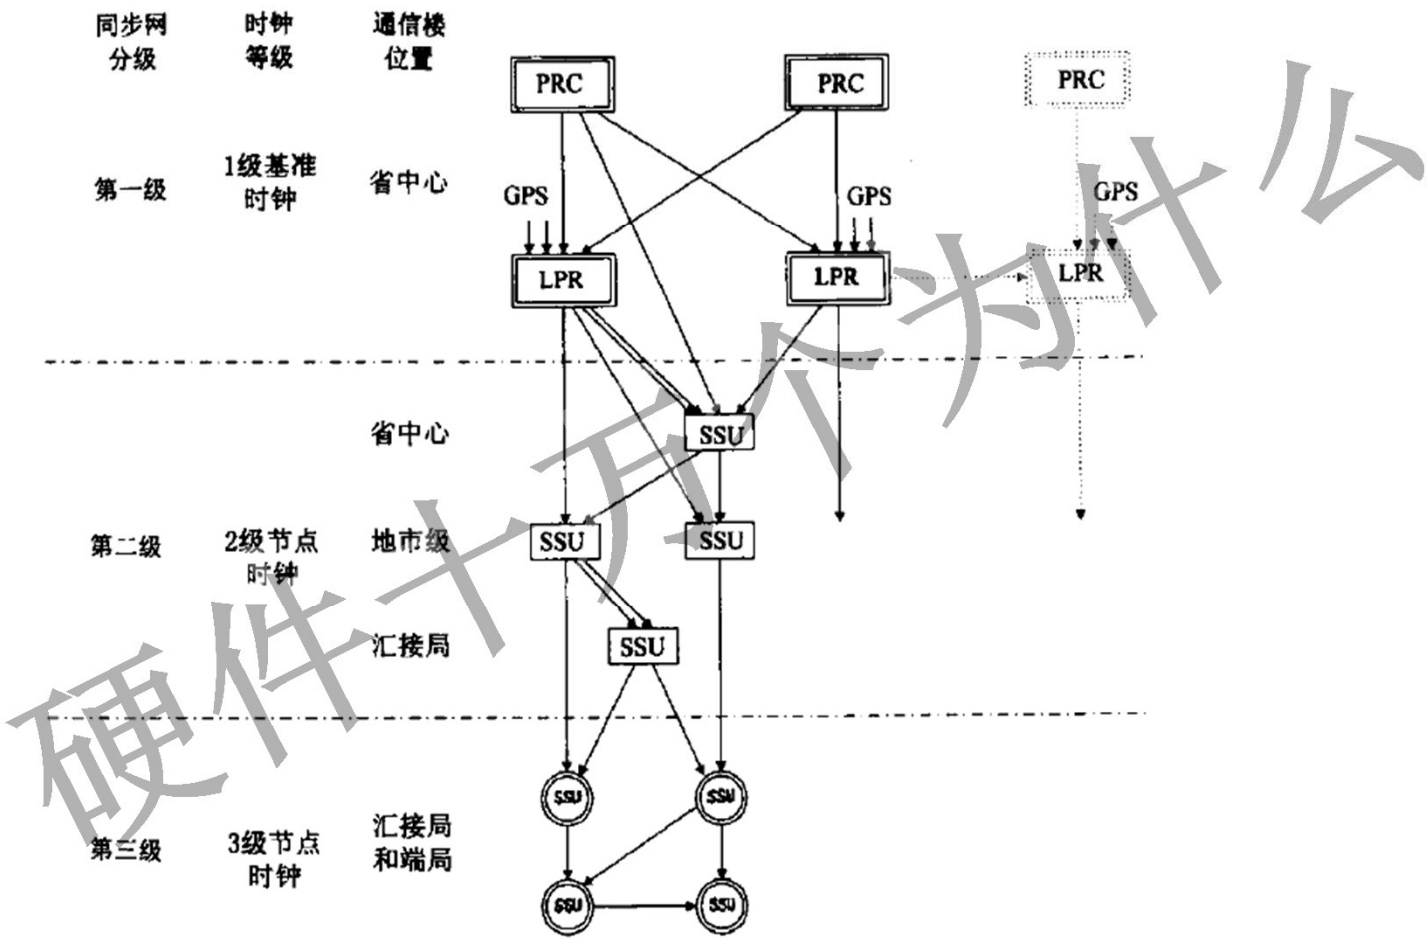 同步网
分级
时钟
等级
通信楼
位置
PRC
PRC
PRC
第一级
1级基准
时钟
省中心
GPS
GPS
GPS
LPR
LPR
LPR
省中心
SSU
第二级
2级节点
时钟
地市级
SSU
SSU
汇接局
SSU
第三级
3级节点
时钟
汇接局
和端局
SSU
SSU
SSU
SSU
硬件十万个为什么